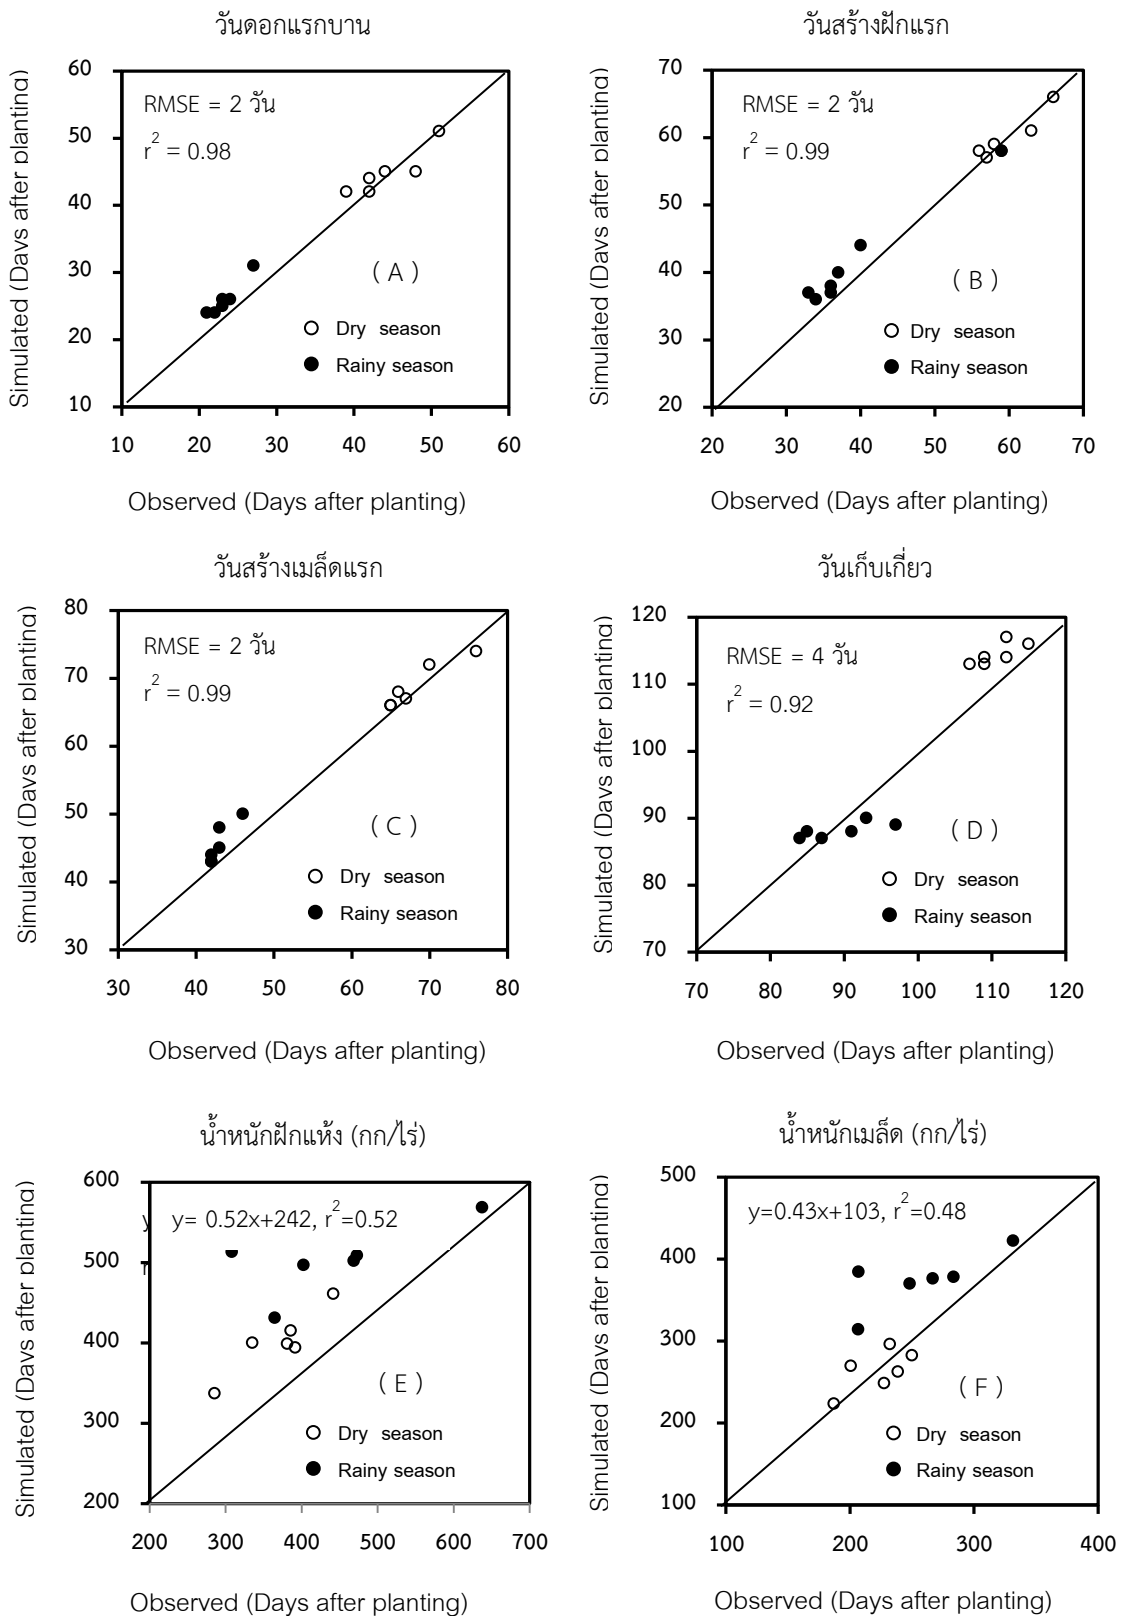 วันดอกแรกบาน
Simulated (Days after planting)
60
50
40
30
20
10
RMSE = 2 วัน
r2 = 0.98
( A )
Dry season
Rainy season
10 20 30 40 50 60
Observed (Days after planting)
วันสร้างฝักแรก
Simulated (Days after planting)
70
60
50
40
30
20
RMSE = 2 วัน
r2 = 0.99
( B )
Dry season
Rainy season
20 30 40 50 60 70
Observed (Days after planting)
วันสร้างเมล็ดแรก
Simulated (Days after planting)
80
70
60
50
40
30
RMSE = 2 วัน
r2 = 0.99
( C )
Dry season
Rainy season
30 40 50 60 70 80
Observed (Days after planting)
วันเก็บเกี่ยว
Simulated (Days after planting)
120
110
100
90
80
70
RMSE = 4 วัน
r2 = 0.92
( D )
Dry season
Rainy season
70 80 90 100 110 120
Observed (Days after planting)
น้ำหนักฝักแห้ง (กก/ไร่)
Simulated (Days after planting)
600
500
400
300
200
y= 0.52x+242, r2=0.52
( E )
Dry season
Rainy season
200 300 400 500 600 700
Observed (Days after planting)
น้ำหนักเมล็ด (กก/ไร่)
Simulated (Days after planting)
500
400
300
200
100
y=0.43x+103, r2=0.48
( F )
Dry season
Rainy season
100 200 300 400
Observed (Days after planting)